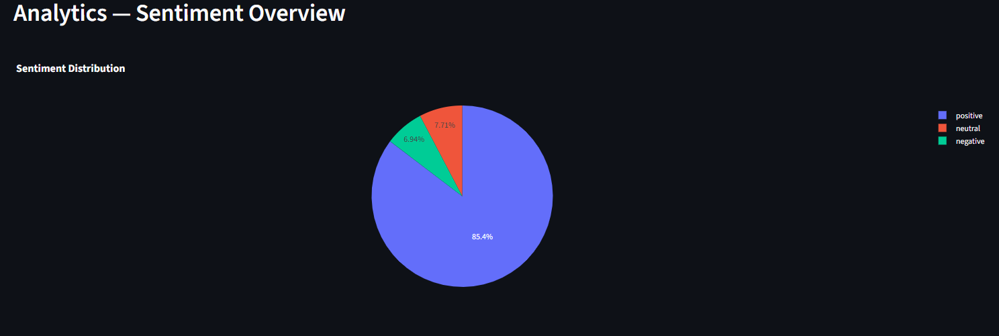 Analytics — Sentiment Overview
Sentiment Distribution
7.71%
6.94%
85.4%
positive
neutral
negative